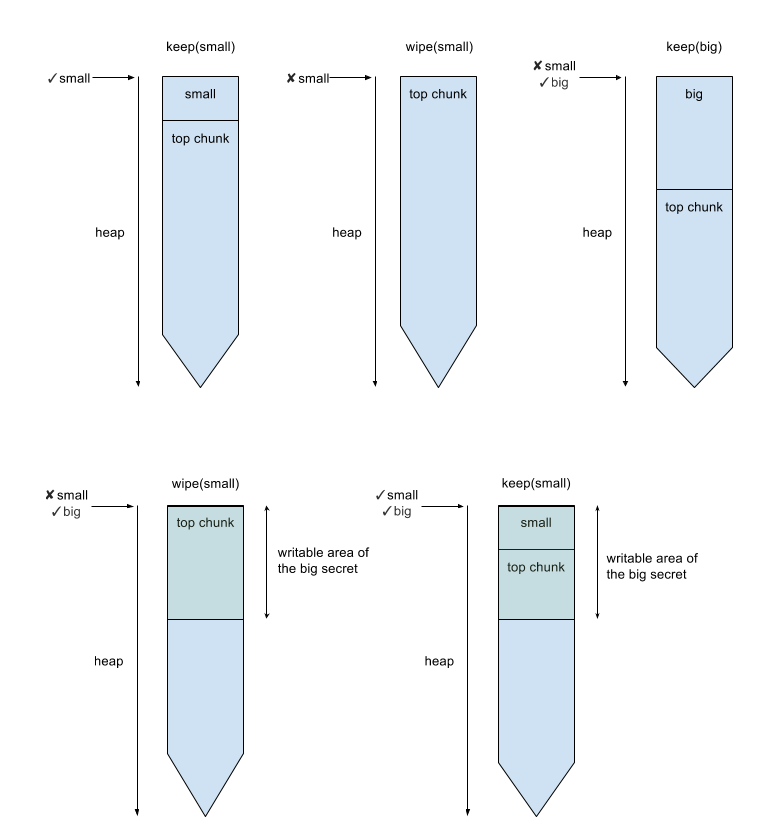 keep(small)
✓small
small
top chunk
heap
wipe(small)
✘ small
top chunk
heap
keep(big)
✘ small
✓big
big
top chunk
heap
wipe(small)
✘ small
✓big
top chunk
writable area of
the big secret
heap
keep(small)
✓small
✓big
small
top chunk
writable area of
the big secret
heap